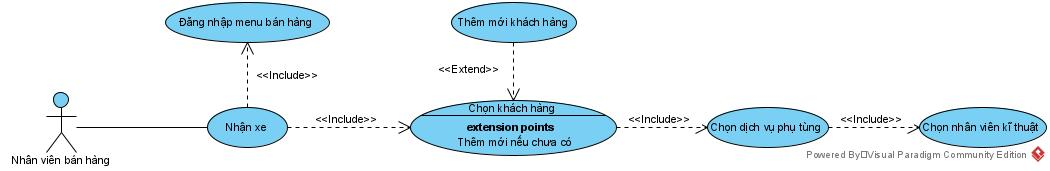 Đăng nhập menu bán hàng
Thêm mới khách hàng
<<Include>>
<<Extend>>
Nhân viên bán hàng
Nhận xe
<<Include>>
Chọn khách hàng
extension points
Thêm mới nếu chưa có
<<Include>>
Chọn dịch vụ phụ tùng
<<Include>>
Chọn nhân viên kĩ thuật
Powered By Visual Paradigm Community Edition